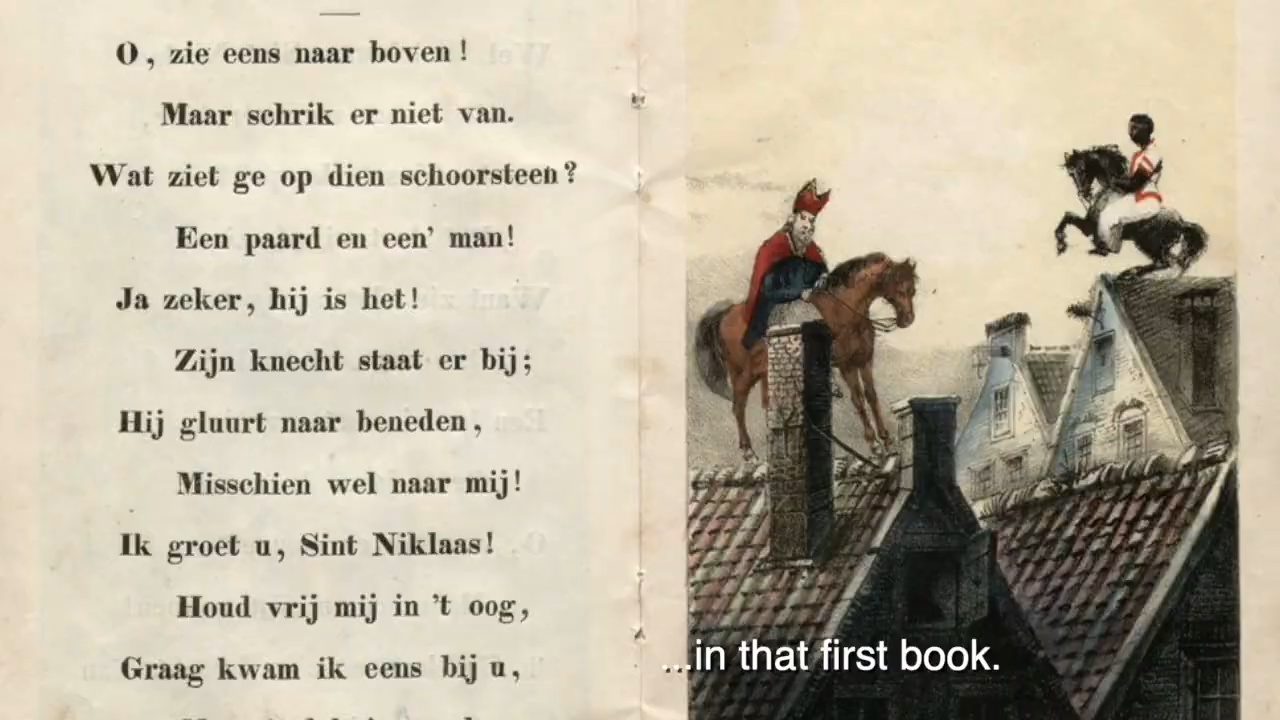 O, zie eens naar boven!
Maar schrik er niet van.
Wat ziet ge op dien schoorsteen?
Een paard en een' man!
Ja zeker, hij is het!
Zijn knecht staat er bij;
Hij gluurt naar beneden,
Misschien wel naar mij!
Ik groet u, Sint Niklaas!
Houd vrij mij in 't oog,
Graag kwam ik eens bij u,
...in that first book.